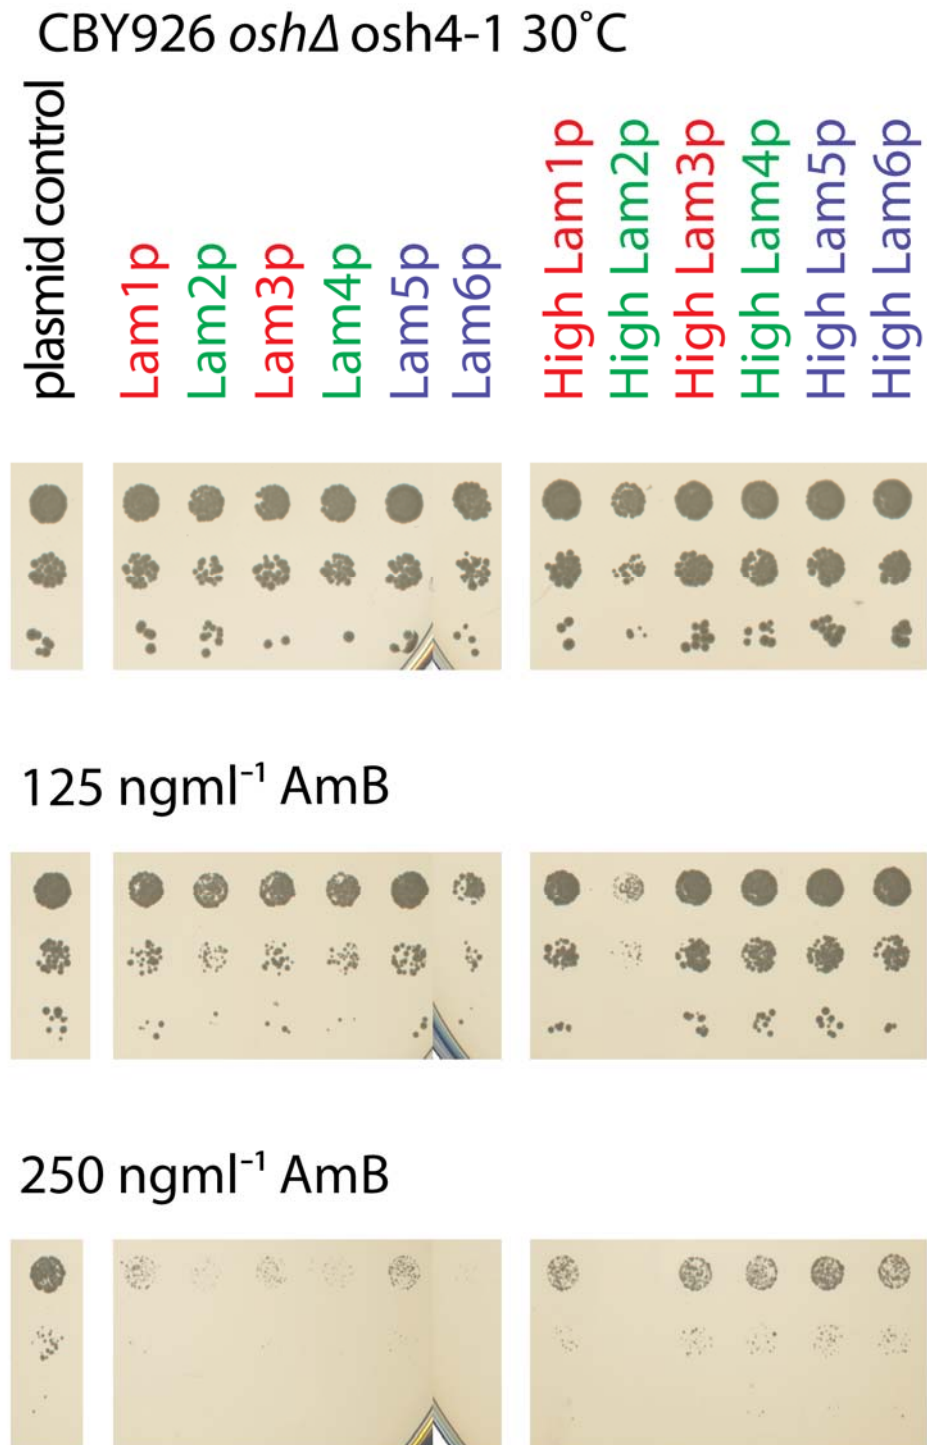 CBY926 oshΔ osh4-1 30˚C
plasmid control
Lam1p
Lam2p
Lam3p
Lam4p
Lam5p
Lam6p
High Lam1p
High Lam2p
High Lam3p
High Lam4p
High Lam5p
High Lam6p
125 ngml⁻¹ AmB
250 ngml⁻¹ AmB